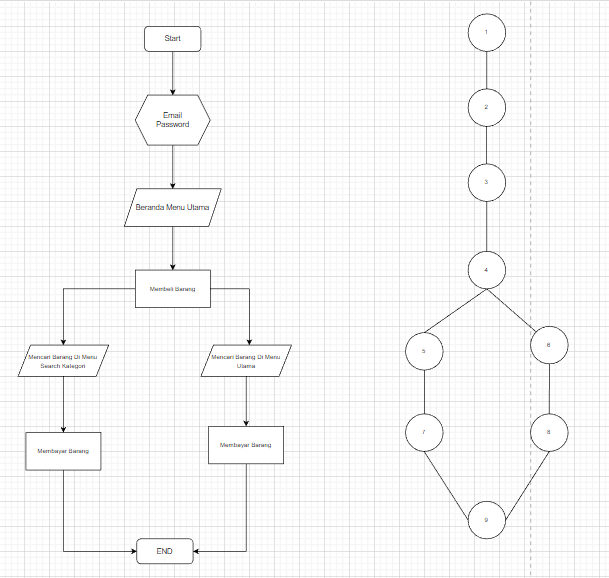 Start
Email
Password
Beranda Menu Utama
Membeli Barang
Mencari Barang Di Menu
Search Kategori
Mencari Barang Di Menu
Utama
Membayar Barang
Membayar Barang
END
1
2
3
4
5
6
7
8
9